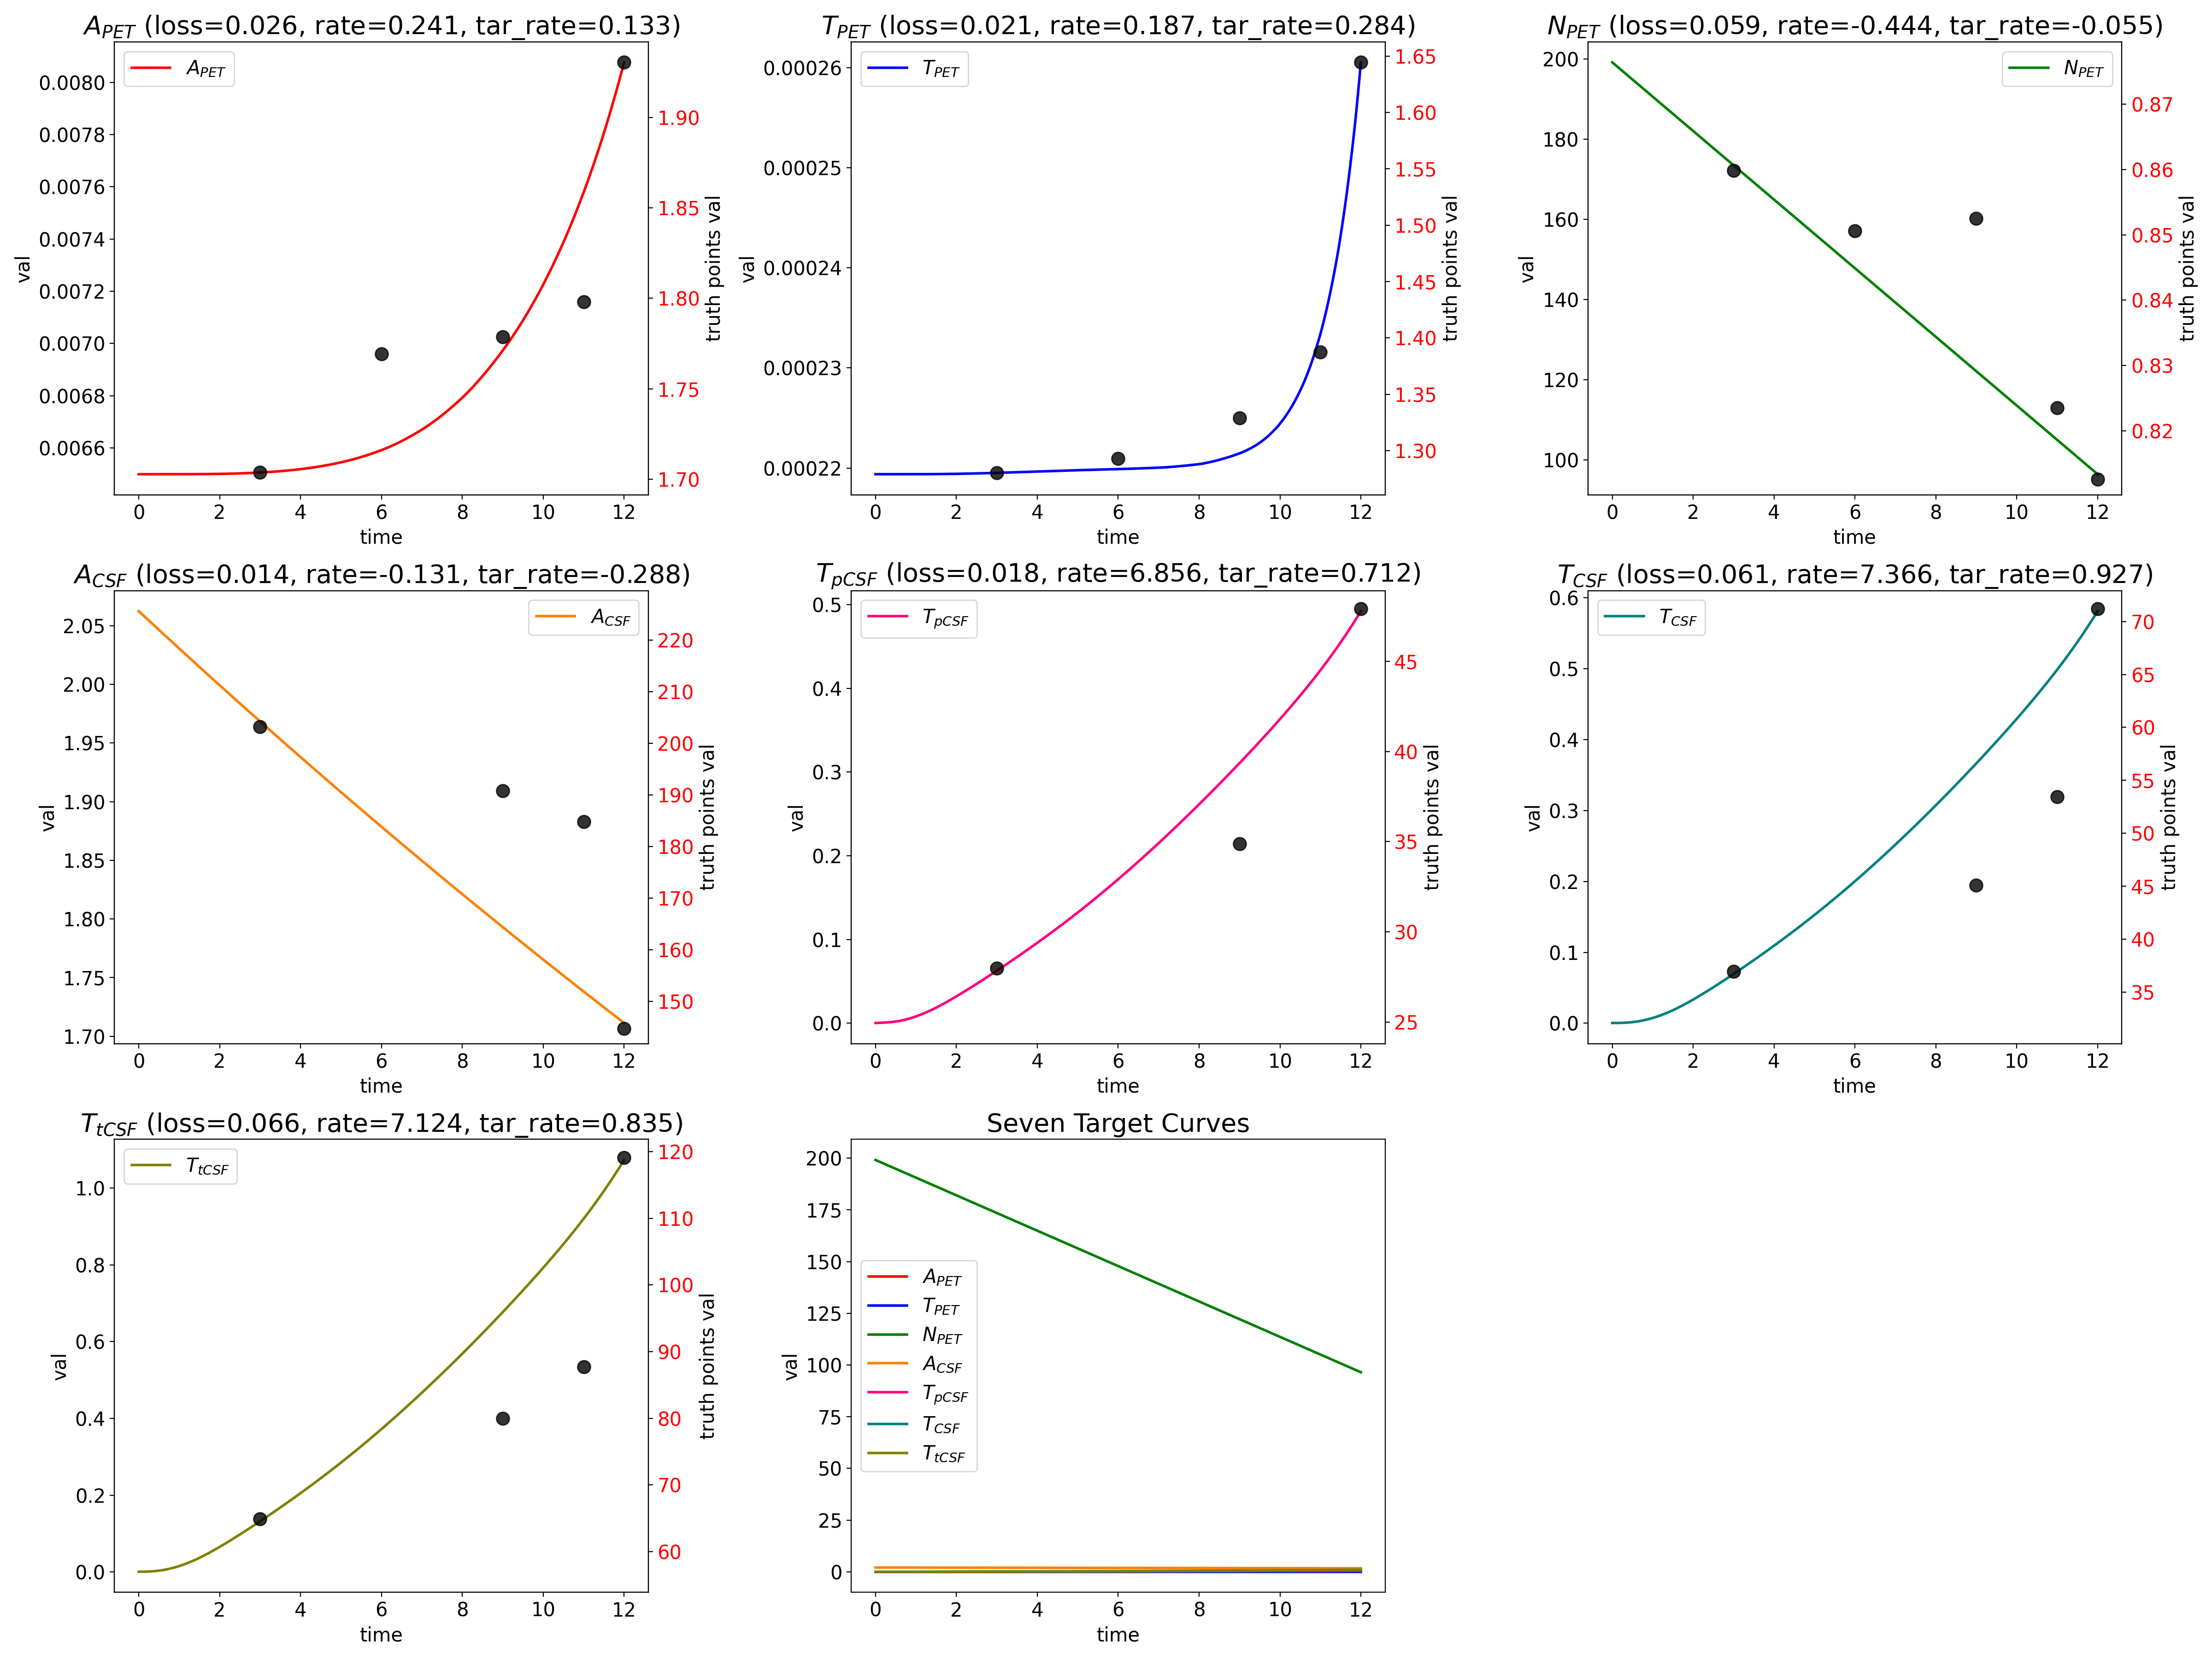 A_PET (loss=0.026, rate=0.241, tar_rate=0.133)
A_PET
0.0080
0.0078
0.0076
0.0074
0.0072
0.0070
0.0068
0.0066
val
1.90
1.85
1.80
1.75
1.70
truth points val
0 2 4 6 8 10 12
time
T_PET (loss=0.021, rate=0.187, tar_rate=0.284)
T_PET
0.00026
0.00025
0.00024
0.00023
0.00022
val
1.65
1.60
1.55
1.50
1.45
1.40
1.35
1.30
truth points val
0 2 4 6 8 10 12
time
N_PET (loss=0.059, rate=-0.444, tar_rate=-0.055)
N_PET
200
180
160
140
120
100
val
0.87
0.86
0.85
0.84
0.83
0.82
truth points val
0 2 4 6 8 10 12
time
A_CSF (loss=0.014, rate=-0.131, tar_rate=-0.288)
A_CSF
2.05
2.00
1.95
1.90
1.85
1.80
1.75
1.70
val
220
210
200
190
180
170
160
150
truth points val
0 2 4 6 8 10 12
time
T_pCSF (loss=0.018, rate=6.856, tar_rate=0.712)
T_pCSF
0.5
0.4
0.3
0.2
0.1
0.0
val
45
40
35
30
25
truth points val
0 2 4 6 8 10 12
time
T_CSF (loss=0.061, rate=7.366, tar_rate=0.927)
T_CSF
0.6
0.5
0.4
0.3
0.2
0.1
0.0
val
70
65
60
55
50
45
40
35
truth points val
0 2 4 6 8 10 12
time
T_tCSF (loss=0.066, rate=7.124, tar_rate=0.835)
T_tCSF
1.0
0.8
0.6
0.4
0.2
0.0
val
120
110
100
90
80
70
60
truth points val
0 2 4 6 8 10 12
time
Seven Target Curves
200
175
150
125
100
75
50
25
0
val
A_PET
T_PET
N_PET
A_CSF
T_pCSF
T_CSF
T_tCSF
0 2 4 6 8 10 12
time